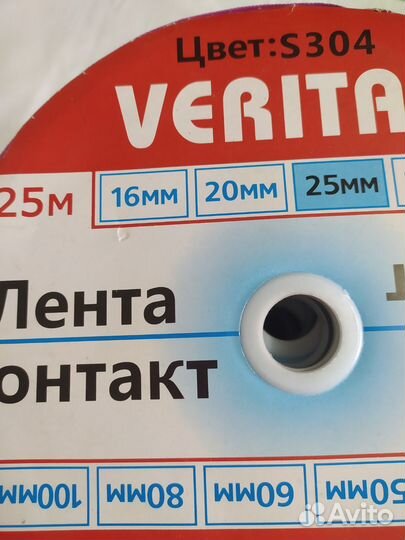 Цвет:S304
VERITA
25м 16мм 20мм 25мм
Лента
онтакт
100мм 80мм 60мм 50мм
Avito